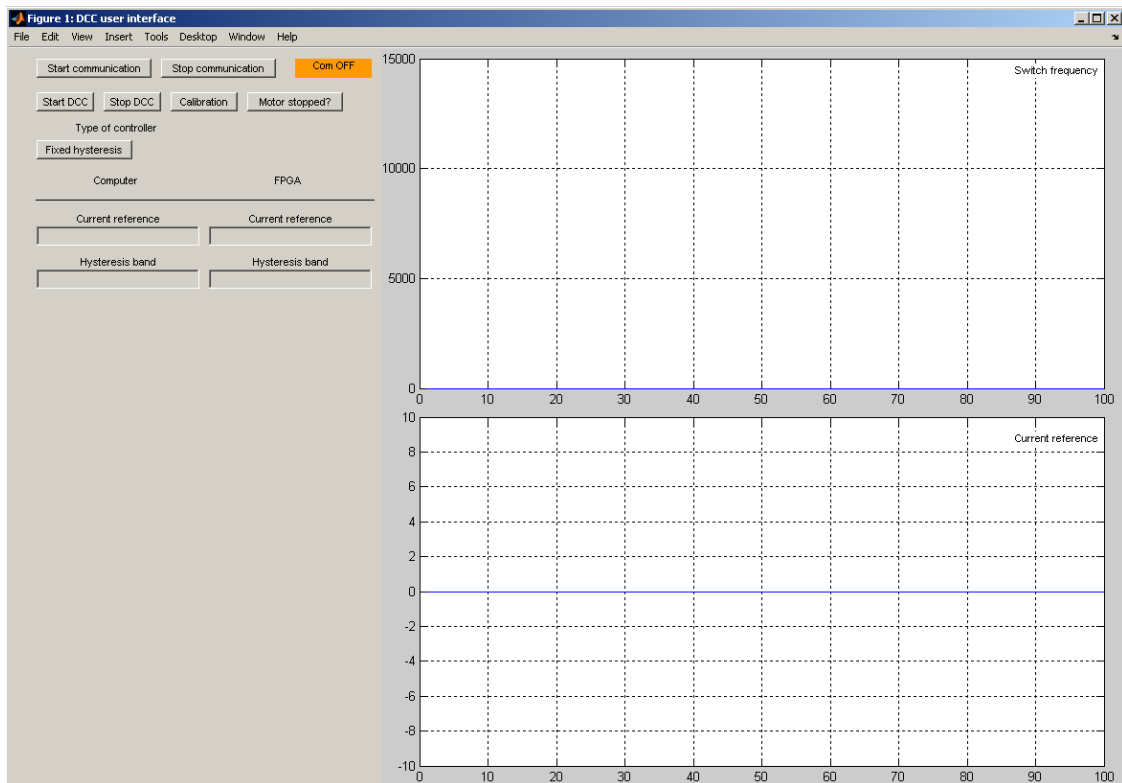 Figure 1: DCC user interface
File Edit View Insert Tools Desktop Window Help
Start communication Stop communication Com OFF
Start DCC Stop DCC Calibration Motor stopped?
Type of controller
Fixed hysteresis
Computer FPGA
Current reference Current reference
Hysteresis band Hysteresis band
Switch frequency
15000
10000
5000
0
0 10 20 30 40 50 60 70 80 90 100
Current reference
10
8
6
4
2
0
-2
-4
-6
-8
-10
0 10 20 30 40 50 60 70 80 90 100